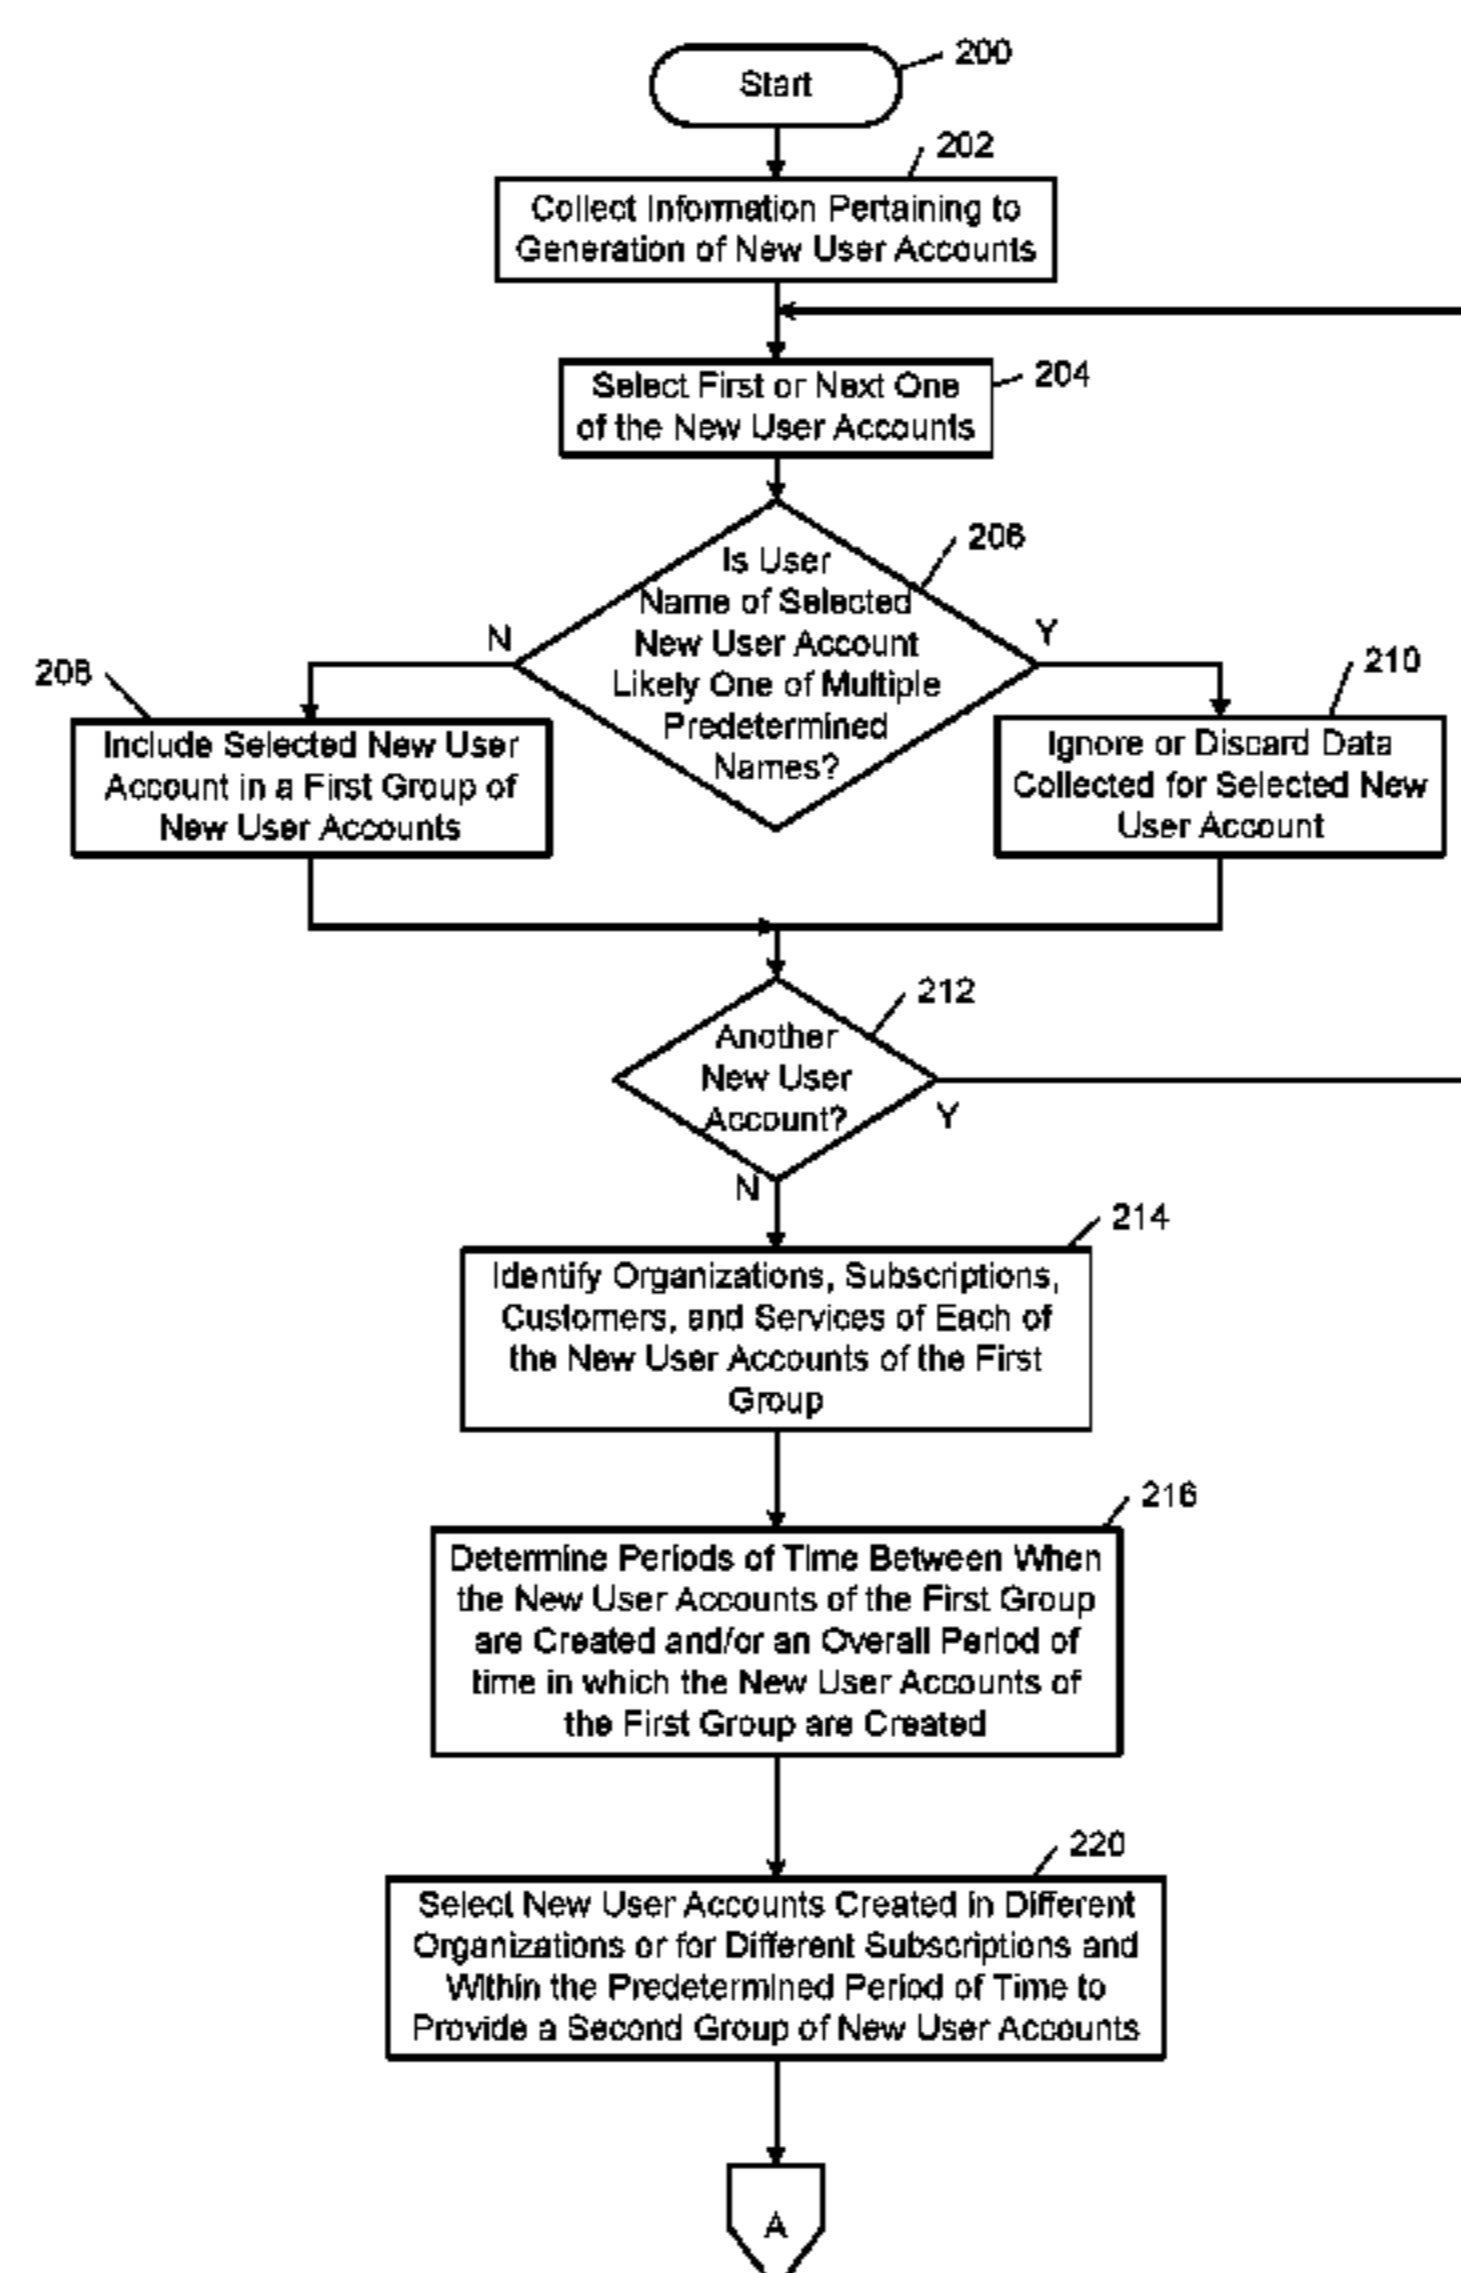 Start
200
202
Collect Information Pertaining to
Generation of New User Accounts
Select First or Next One
of the New User Accounts
204
206
Is User
Name of Selected
New User Account
Likely One of Multiple
Predetermined
Names?
N
Y
208
Include Selected New User
Account in a First Group of
New User Accounts
210
Ignore or Discard Data
Collected for Selected New
User Account
212
Another
New User
Account?
Y
N
214
Identify Organizations, Subscriptions,
Customers, and Services of Each of
the New User Accounts of the First
Group
216
Determine Periods of Time Between When
the New User Accounts of the First Group
are Created and/or an Overall Period of
time in which the New User Accounts of
the First Group are Created
220
Select New User Accounts Created in Different
Organizations or for Different Subscriptions and
Within the Predetermined Period of Time to
Provide a Second Group of New User Accounts
A